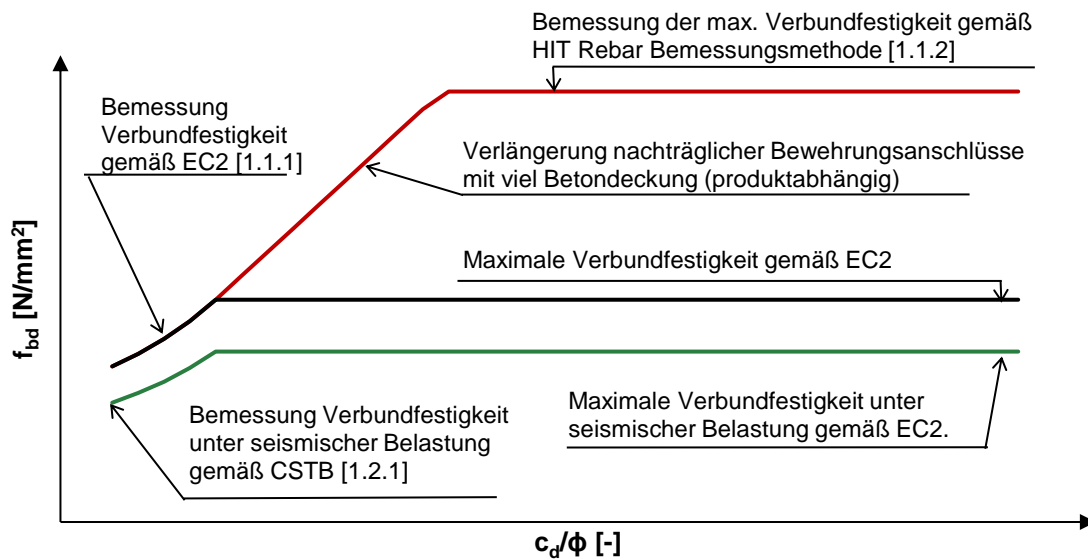 Bemessung der max. Verbundfestigkeit gemäß
HIT Rebar Bemessungsmethode [1.1.2]
Bemessung
Verbundfestigkeit
gemäß EC2 [1.1.1]
Verlängerung nachträglicher Bewehrungsanschlüsse
mit viel Betondeckung (produktabhängig)
Maximale Verbundfestigkeit gemäß EC2
f_bd [N/mm²]
Bemessung Verbundfestigkeit
unter seismischer Belastung
gemäß CSTB [1.2.1]
Maximale Verbundfestigkeit unter
seismischer Belastung gemäß EC2.
c_d/ϕ [-]